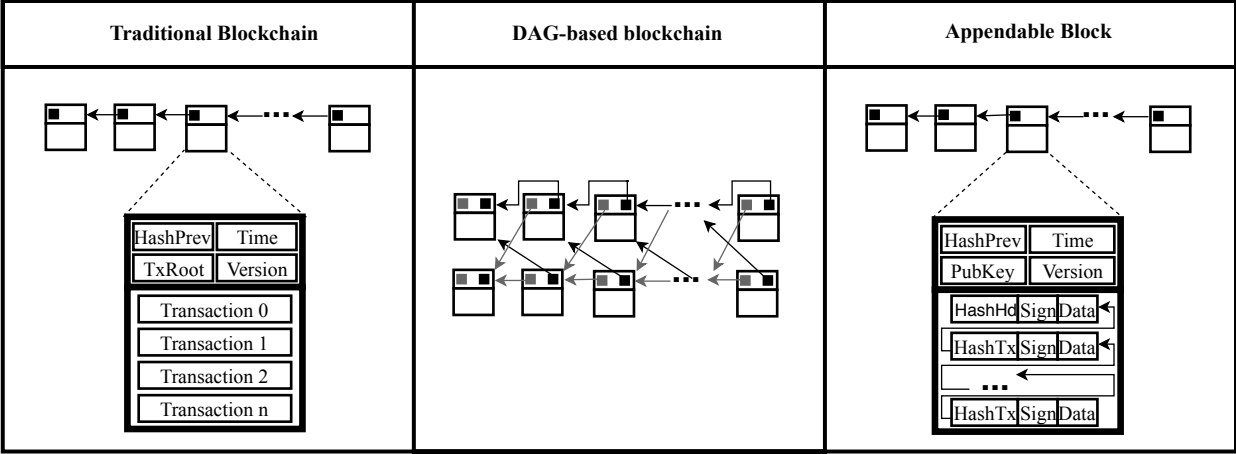 Traditional Blockchain
DAG-based blockchain
Appendable Block
HashPrev Time
TxRoot Version
Transaction 0
Transaction 1
Transaction 2
Transaction n
HashPrev Time
PubKey Version
HashHd Sign Data
HashTx Sign Data
HashTx Sign Data